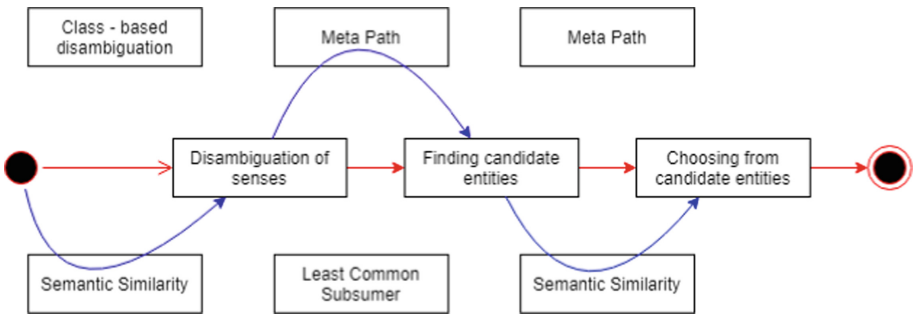 Class - based
disambiguation
Meta Path
Meta Path
Disambiguation of
senses
Finding candidate
entities
Choosing from
candidate entities
Semantic Similarity
Least Common
Subsumer
Semantic Similarity